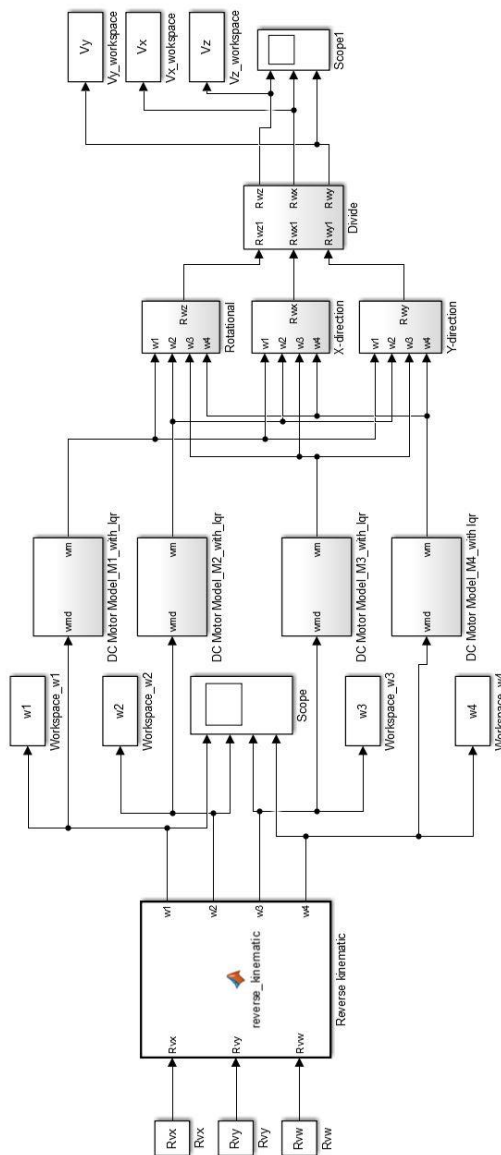 Rvx
Rvx
Rvy
Rvy
Rvw
Rvw
Rvx
Rvy
Rvw
reverse_kinematic
w1
w2
w3
w4
Reverse kinematic
w1
Workspace_w1
w2
Workspace_w2
Scope
w3
Workspace_w3
w4
Workspace_w4
wmd
wm
DC Motor Model_M1_with_lqr
wmd
wm
DC Motor Model_M2_with_lqr
wmd
wm
DC Motor Model_M3_with_lqr
wmd
wm
DC Motor Model_M4_with lqr
w1
w2
w3
w4
Rwz
Rotational
w1
w2
w3
w4
Rwx
X-direction
w1
w2
w3
w4
Rwy
Y-direction
Rwz1
Rwz
Rwx1
Rwx
Rwy1
Rwy
Divide
Vy
Vy_workspace
Vx
Vx_wokspace
Vz
Vz_workspace
Scope1